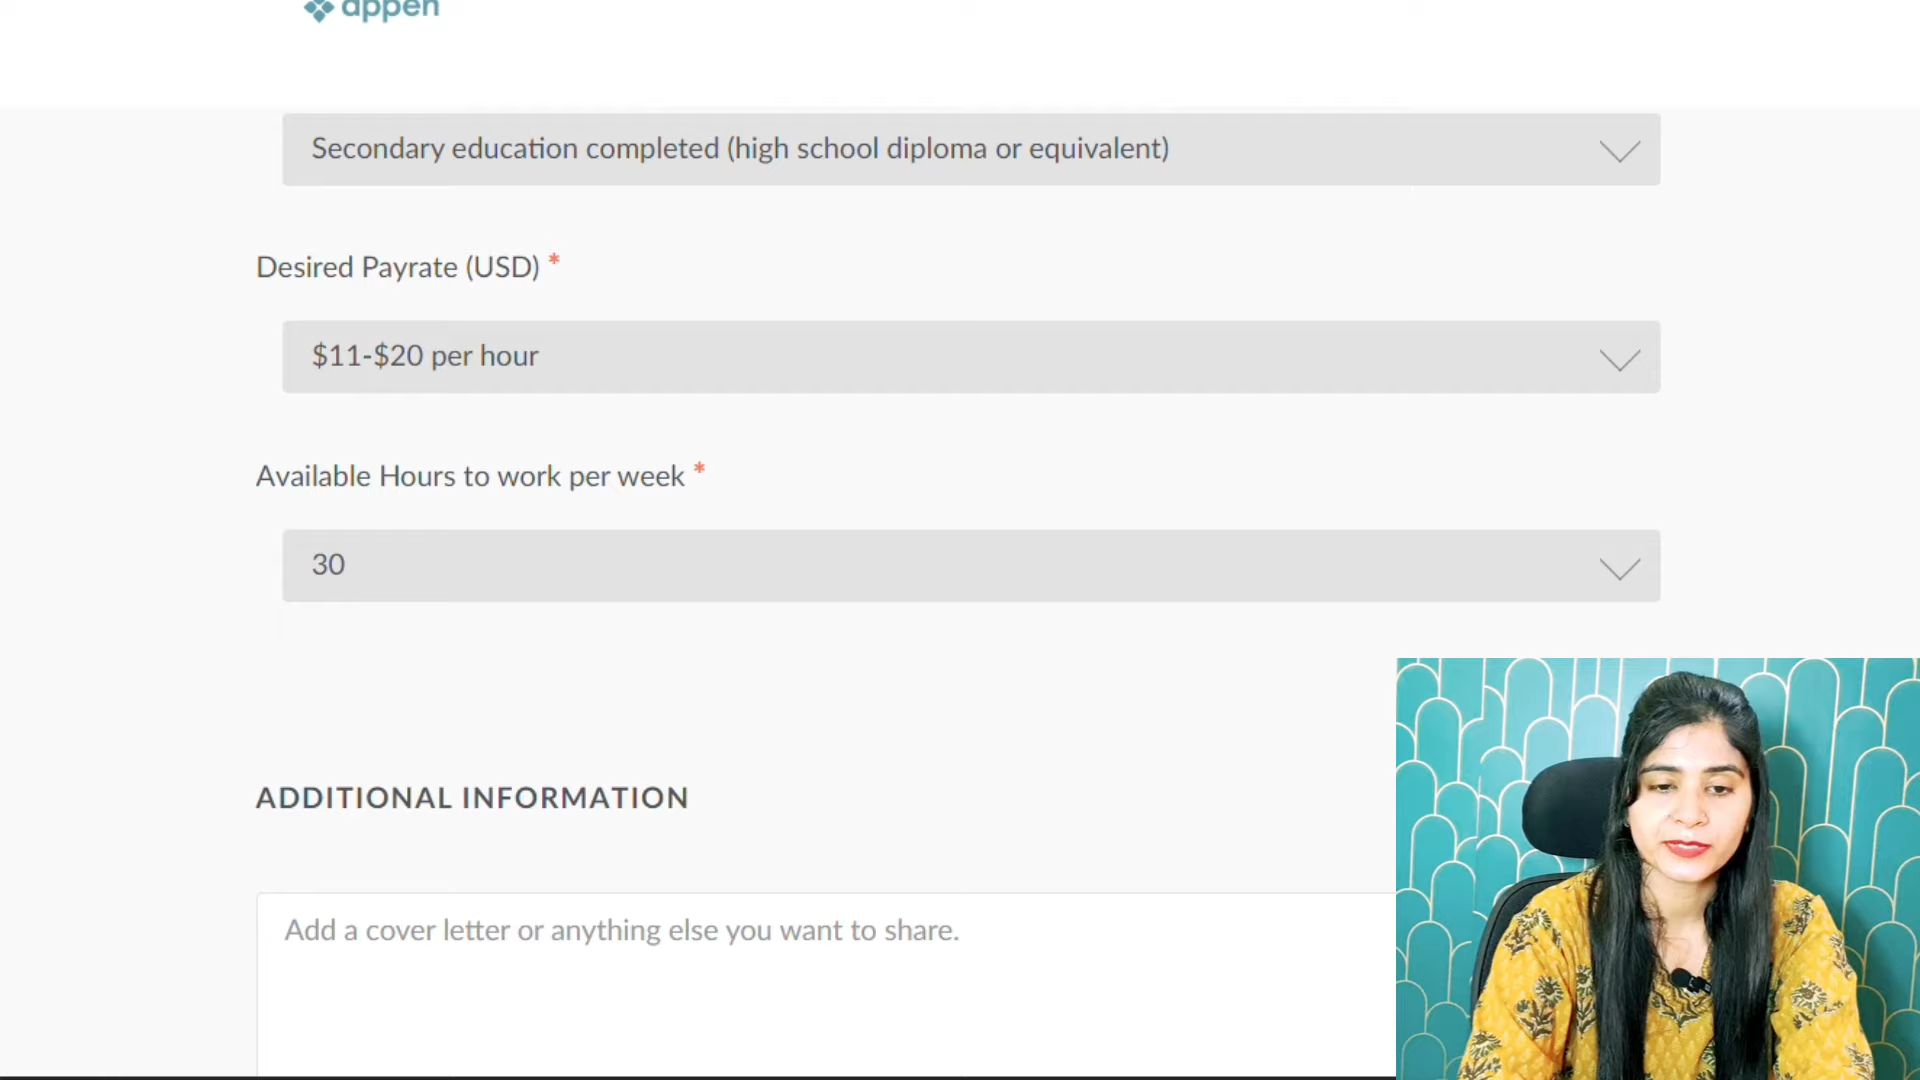 appen
Secondary education completed (high school diploma or equivalent)
Desired Payrate (USD) *
$11-$20 per hour
Available Hours to work per week *
30
ADDITIONAL INFORMATION
Add a cover letter or anything else you want to share.